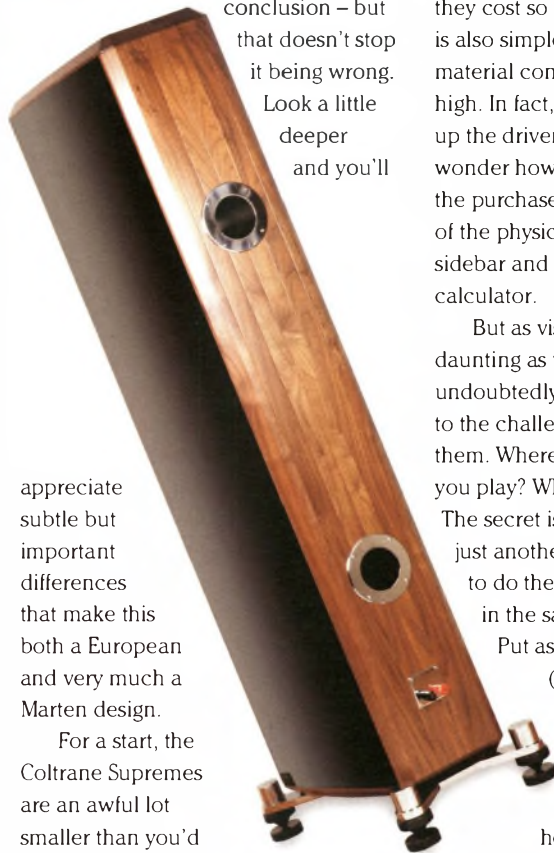 conclusion – but
that doesn't stop
it being wrong.
Look a little
deeper
and you'll
appreciate
subtle but
important
differences
that make this
both a European
and very much a
Marten design.
For a start, the
Coltrane Supremes
are an awful lot
smaller than you'd
they cost so
is also simple
material con
high. In fact,
up the driver
wonder how
the purchase
of the physic
sidebar and
calculator.
But as vis
daunting as
undoubtedly
to the challe
them. Where
you play? Wh
The secret is
just anothe
to do the
in the sa
Put as
(
he